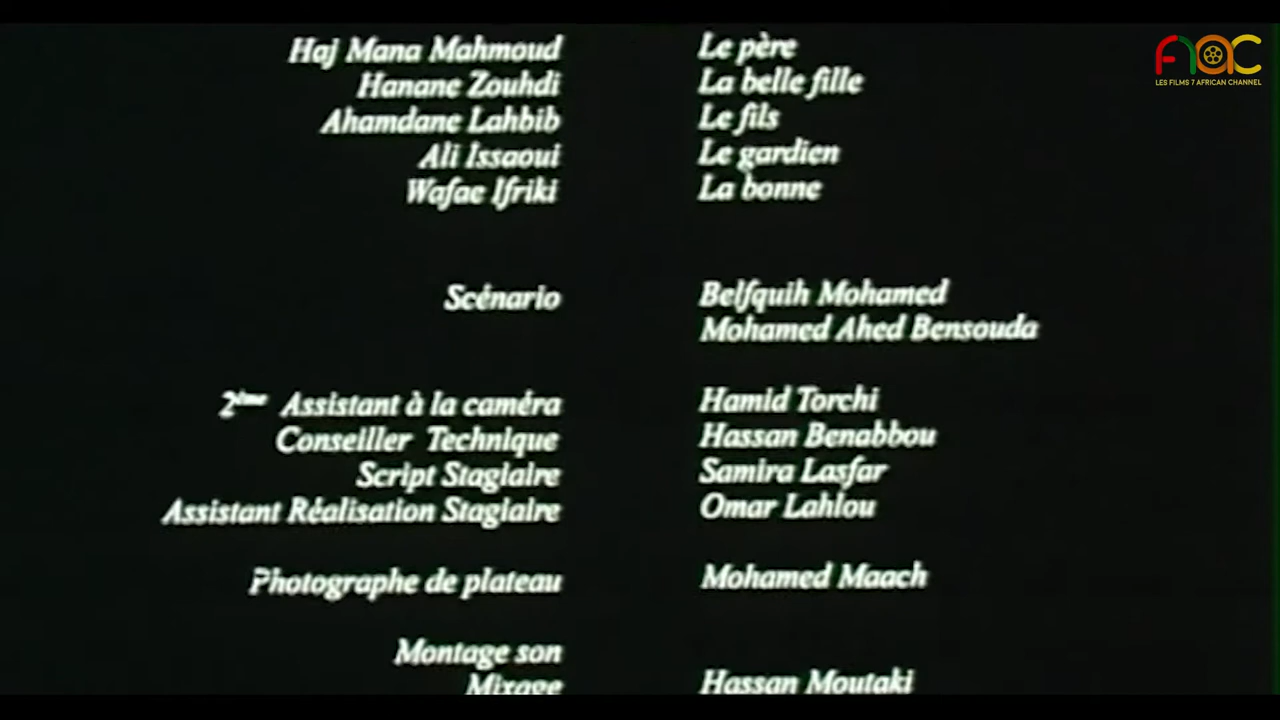 Haj Mana Mahmoud Le père
Hanane Zouhdi La belle fille
Ahamdane Lahbib Le fils
Ali Issaoui Le gardien
Wafae Ifriki La bonne
Scénario Belfquih Mohamed
Mohamed Ahed Bensouda
2ème Assistant à la caméra Hamid Torchi
Conseiller Technique Hassan Benabbou
Script Stagiaire Samira Lasfar
Assistant Réalisation Stagiaire Omar Lahlou
Photographe de plateau Mohamed Maach
Montage son
Mixage Hassan Moutaki
FAC
LES FILMS 7 AFRICAN CHANNEL